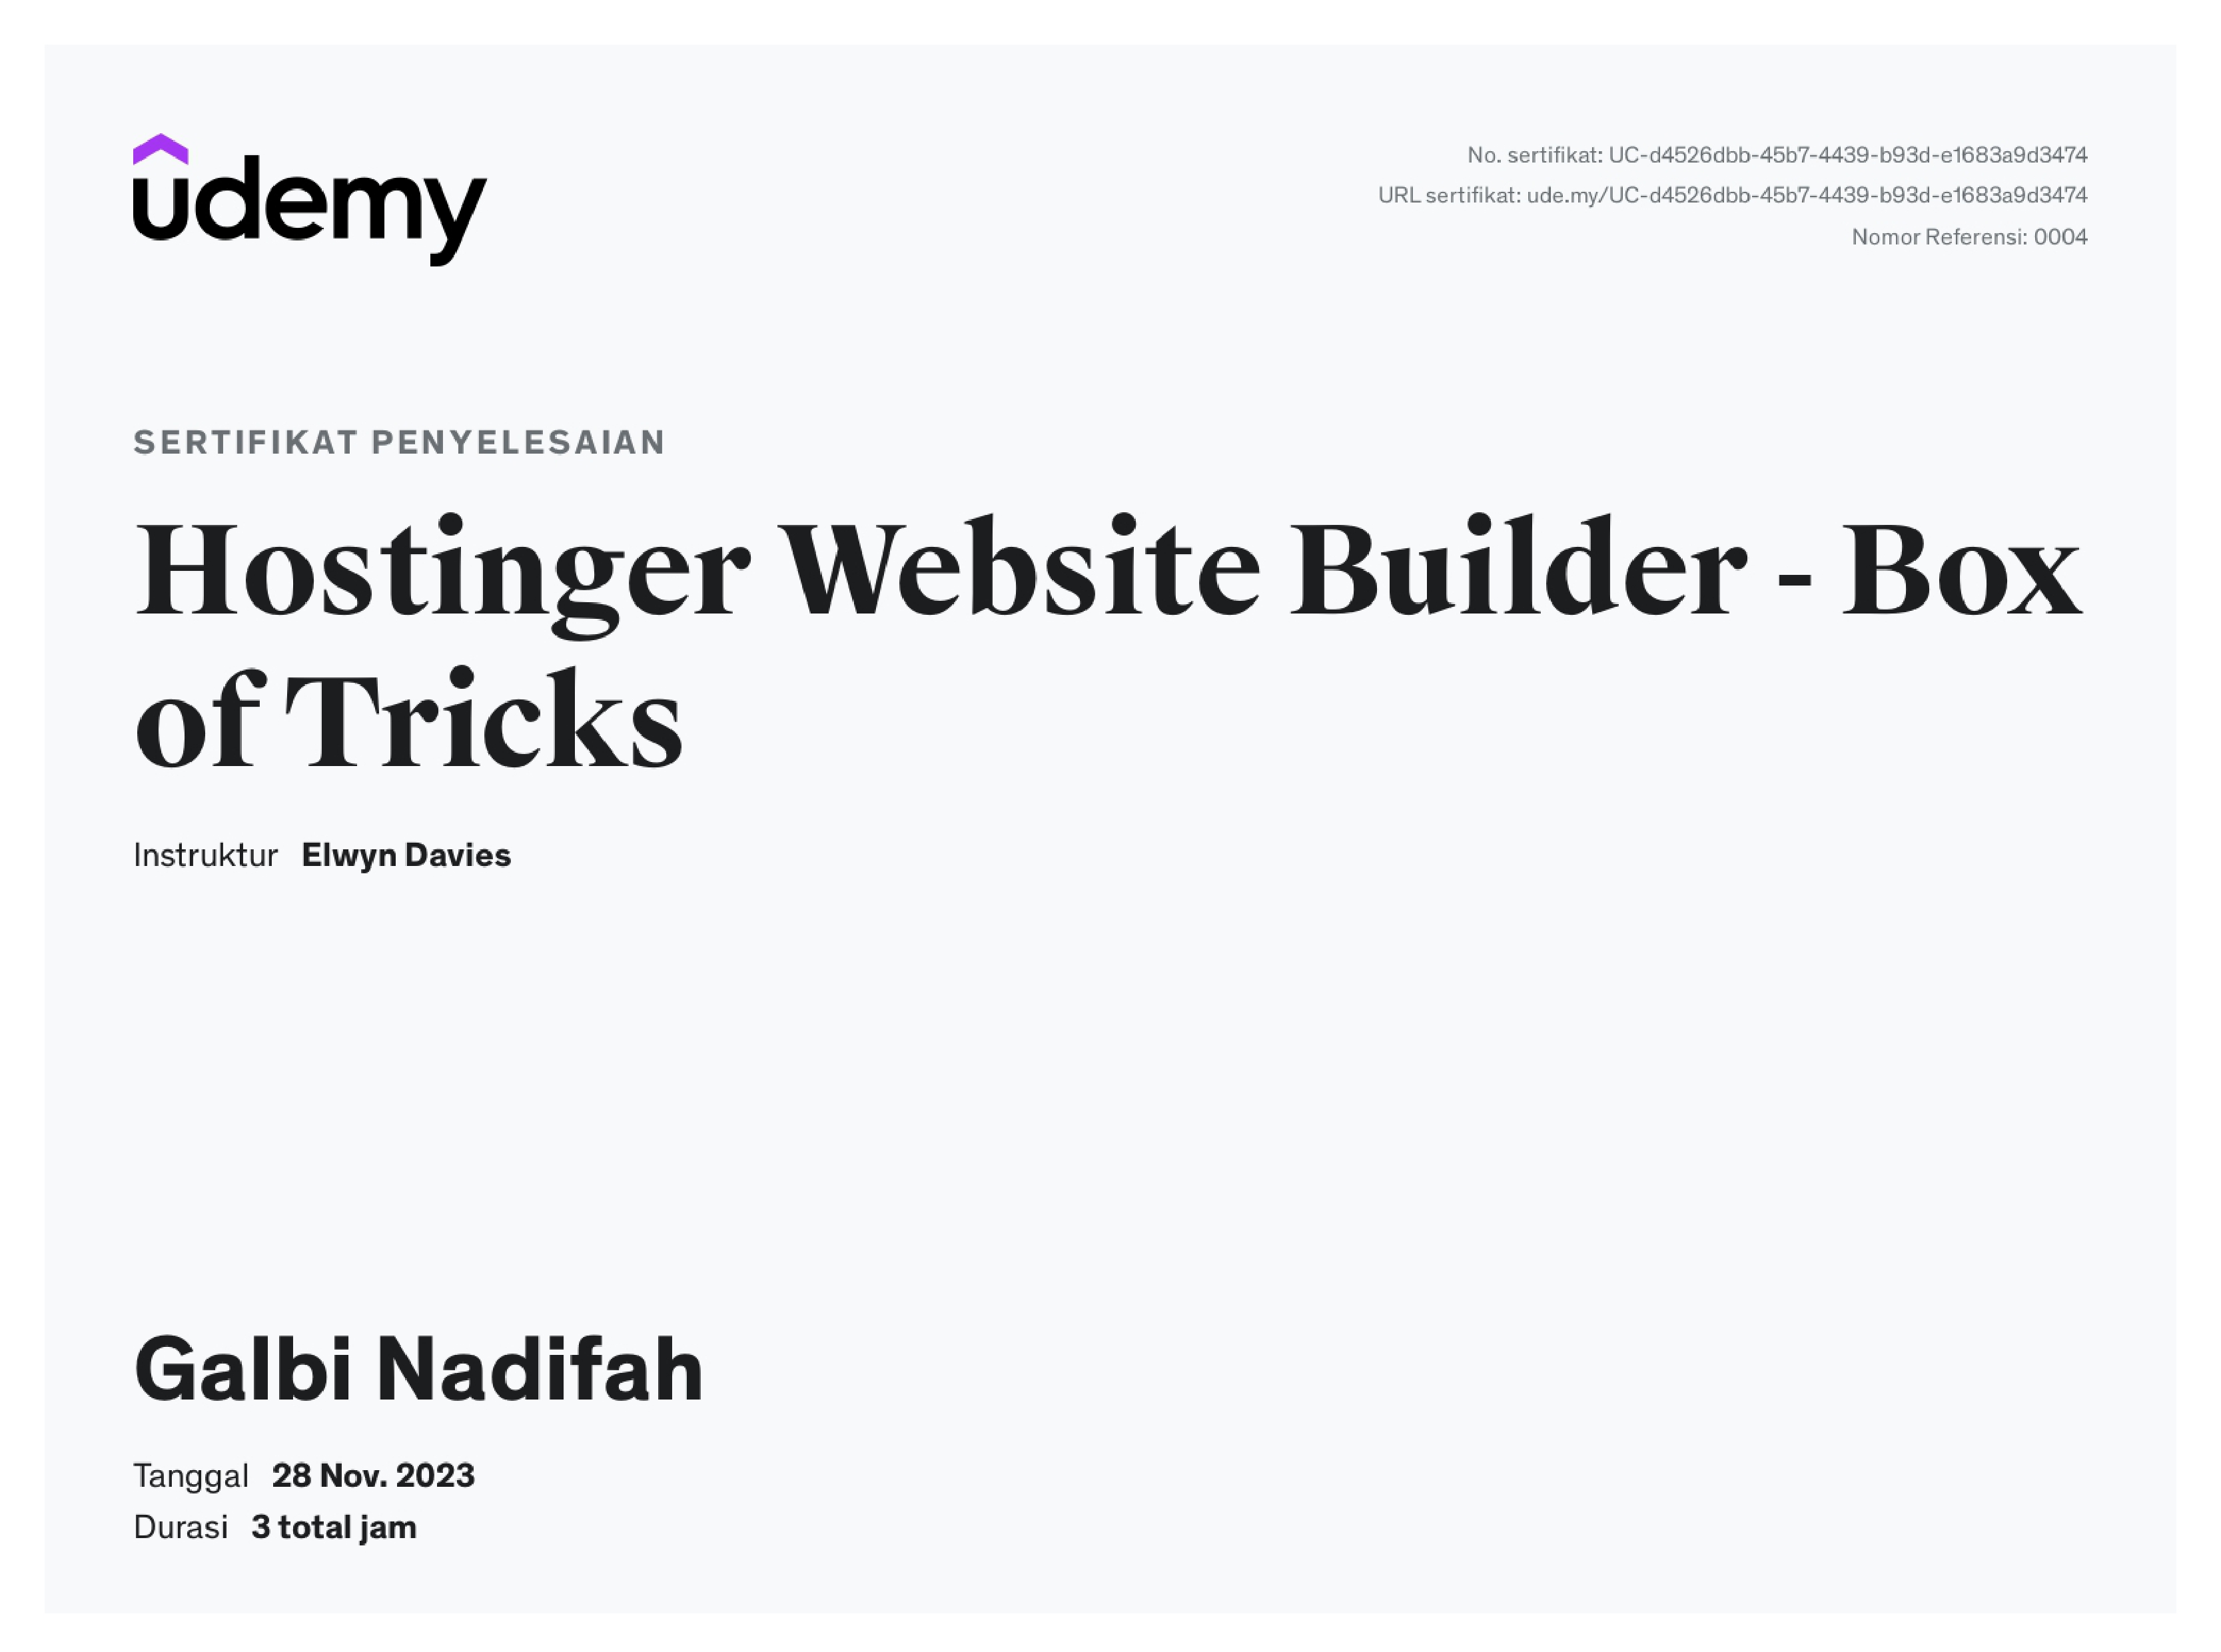 udemy
No. sertifikat: UC-d4526dbb-45b7-4439-b93d-e1683a9d3474
URL sertifikat: ude.my/UC-d4526dbb-45b7-4439-b93d-e1683a9d3474
Nomor Referensi: 0004
SERTIFIKAT PENYELESAIAN
Hostinger Website Builder - Box
of Tricks
Instruktur Elwyn Davies
Galbi Nadifah
Tanggal 28 Nov. 2023
Durasi 3 total jam